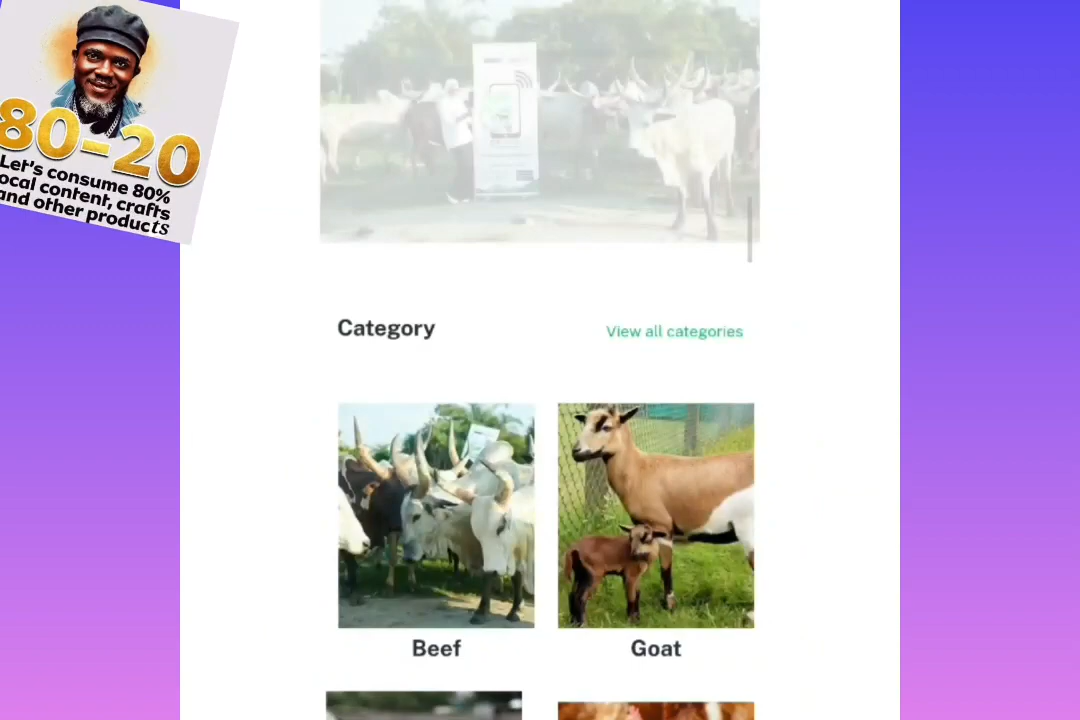 80-20
Let's consume 80%
ocal content, crafts
and other products
Category
View all categories
Beef
Goat